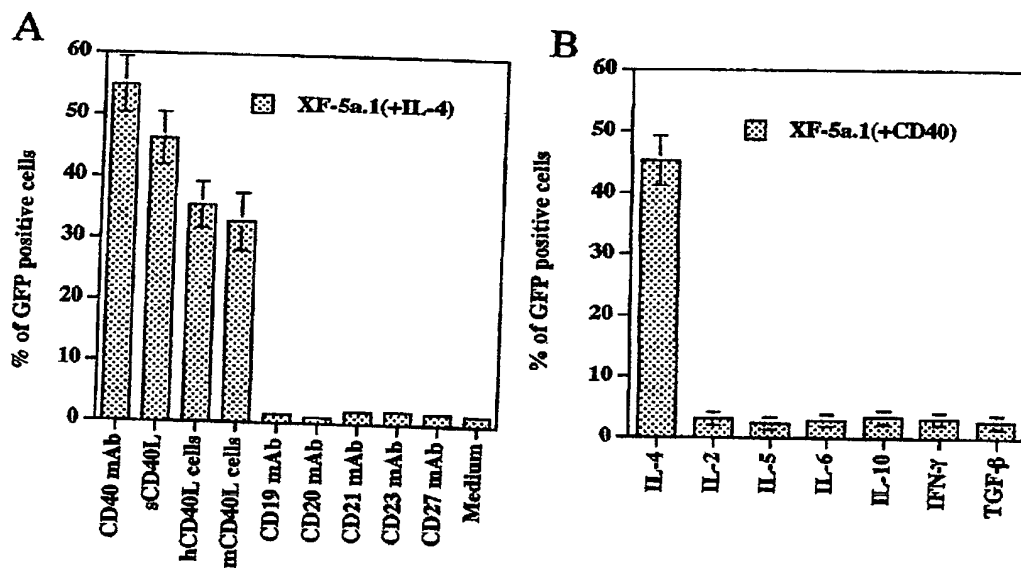 A
60
50
40
30
20
10
0
% of GFP positive cells
XF-5a.1(+IL-4)
CD40 mAb
sCD40L
hCD40L cells
mCD40L cells
CD19 mAb
CD20 mAb
CD21 mAb
CD23 mAb
CD27 mAb
Medium
B
60
50
40
30
20
10
0
% of GFP positive cells
XF-5a.1(+CD40)
IL-4
IL-2
IL-5
IL-6
IL-10
IFN-γ
TGF-β